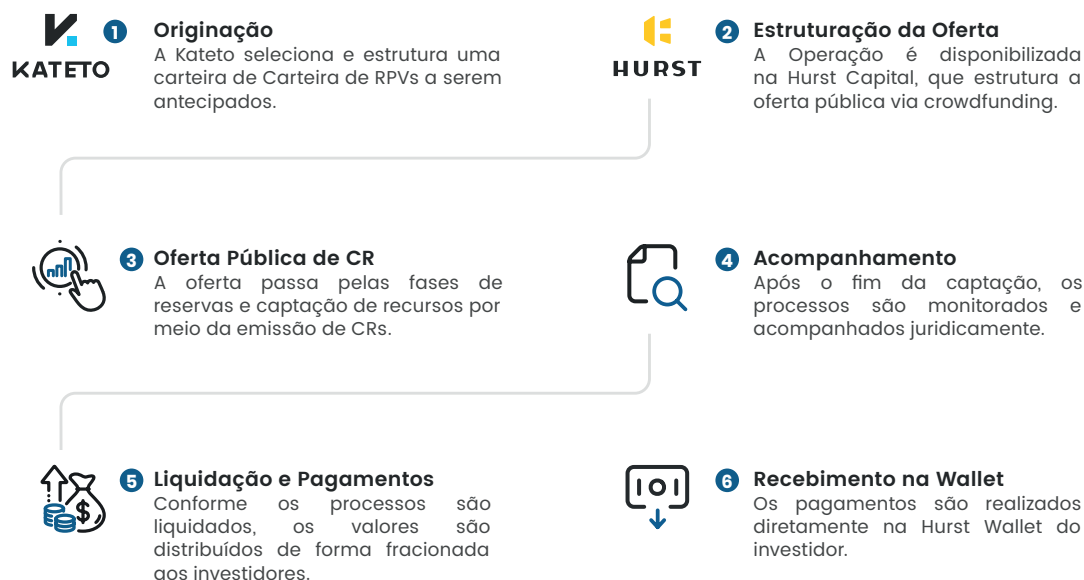 KATETO
1 Originação
A Kateto seleciona e estrutura uma
carteira de Carteira de RPVs a serem
antecipados.
HURST
2 Estruturação da Oferta
A Operação é disponibilizada
na Hurst Capital, que estrutura a
oferta pública via crowdfunding.
3 Oferta Pública de CR
A oferta passa pelas fases de
reservas e captação de recursos por
meio da emissão de CRs.
4 Acompanhamento
Após o fim da captação, os
processos são monitorados e
acompanhados juridicamente.
5 Liquidação e Pagamentos
Conforme os processos são
liquidados, os valores são
distribuídos de forma fracionada
aos investidores.
6 Recebimento na Wallet
Os pagamentos são realizados
diretamente na Hurst Wallet do
investidor.